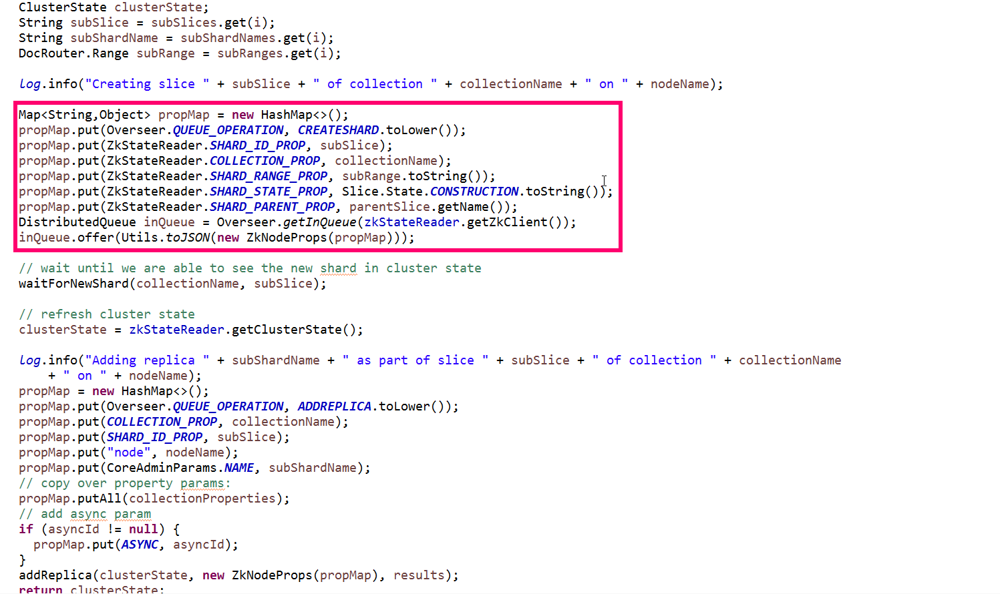 ClusterState clusterState;
String subSlice = subSlices.get(i);
String subShardName = subShardNames.get(i);
DocRouter.Range subRange = subRanges.get(i);
log.info("Creating slice " + subSlice + " of collection " + collectionName + " on " + nodeName);
Map<String,Object> propMap = new HashMap<>();
propMap.put(Overseer.QUEUE_OPERATION, CREATESHARD.toLower());
propMap.put(ZkStateReader.SHARD_ID_PROP, subSlice);
propMap.put(ZkStateReader.COLLECTION_PROP, collectionName);
propMap.put(ZkStateReader.SHARD_RANGE_PROP, subRange.toString());
propMap.put(ZkStateReader.SHARD_STATE_PROP, Slice.State.CONSTRUCTION.toString());
propMap.put(ZkStateReader.SHARD_PARENT_PROP, parentSlice.getName());
DistributedQueue inQueue = Overseer.getInQueue(zkStateReader.getZkClient());
inQueue.offer(Utils.toJSON(new ZkNodeProps(propMap)));
// wait until we are able to see the new shard in cluster state
waitForNewShard(collectionName, subSlice);
// refresh cluster state
clusterState = zkStateReader.getClusterState();
log.info("Adding replica " + subShardName + " as part of slice " + subSlice + " of collection " + collectionName
+ " on " + nodeName);
propMap = new HashMap<>();
propMap.put(Overseer.QUEUE_OPERATION, ADDREPLICA.toLower());
propMap.put(COLLECTION_PROP, collectionName);
propMap.put(SHARD_ID_PROP, subSlice);
propMap.put("node", nodeName);
propMap.put(CoreAdminParams.NAME, subShardName);
// copy over property params:
propMap.putAll(collectionProperties);
// add async param
if (asyncId != null) {
propMap.put(ASYNC, asyncId);
}
addReplica(clusterState, new ZkNodeProps(propMap), results);
return clusterState;